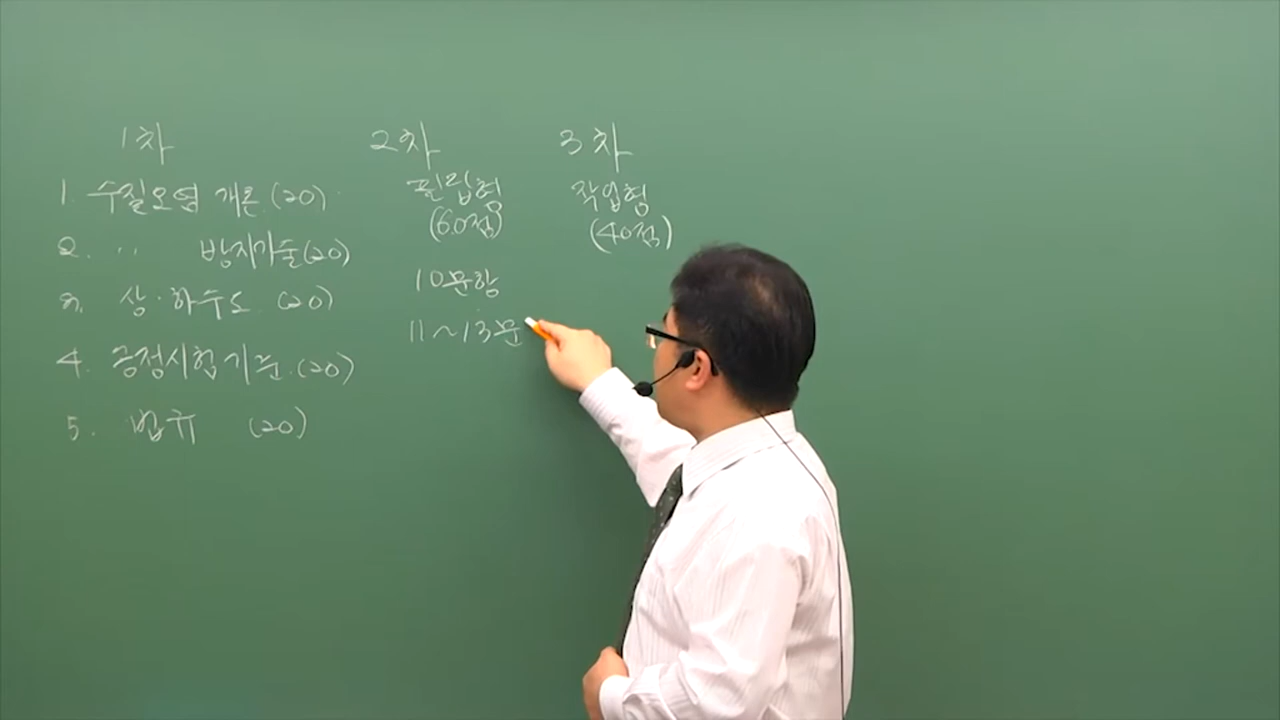 1차
1. 수질오염 개론 (20)
2. 〃 방지기술 (20)
3. 상·하수도 (20)
4. 공정시험기준 (20)
5. 법규 (20)
2차
필답형
(60점)
10문항
11~13문
3차
작업형
(40점)